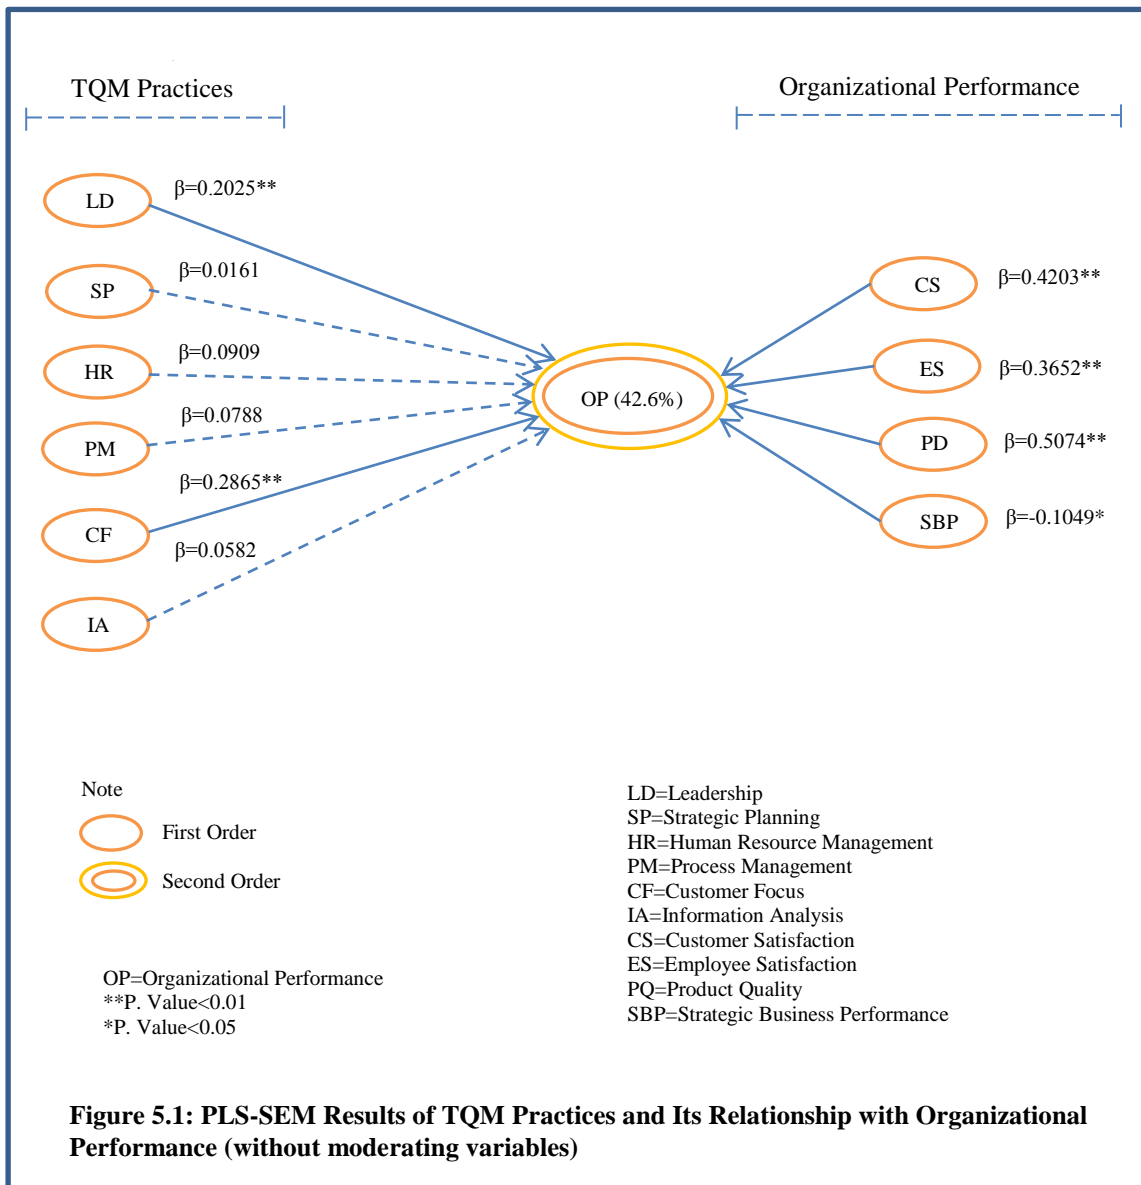 TQM Practices
Organizational Performance
LD
β=0.2025**
SP
β=0.0161
HR
β=0.0909
PM
β=0.0788
CF
β=0.2865**
IA
β=0.0582
OP (42.6%)
CS
β=0.4203**
ES
β=0.3652**
PD
β=0.5074**
SBP
β=-0.1049*
Note
First Order
Second Order
OP=Organizational Performance
**P. Value<0.01
*P. Value<0.05
LD=Leadership
SP=Strategic Planning
HR=Human Resource Management
PM=Process Management
CF=Customer Focus
IA=Information Analysis
CS=Customer Satisfaction
ES=Employee Satisfaction
PQ=Product Quality
SBP=Strategic Business Performance
Figure 5.1: PLS-SEM Results of TQM Practices and Its Relationship with Organizational
Performance (without moderating variables)